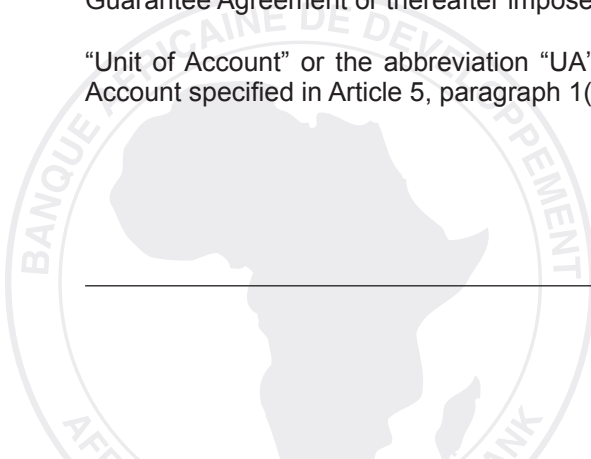 Guarantee Agreement or thereafter impose
“Unit of Account” or the abbreviation “UA”
Account specified in Article 5, paragraph 1(
BANQUE AFRICAINE DE DEVELOPPEMENT